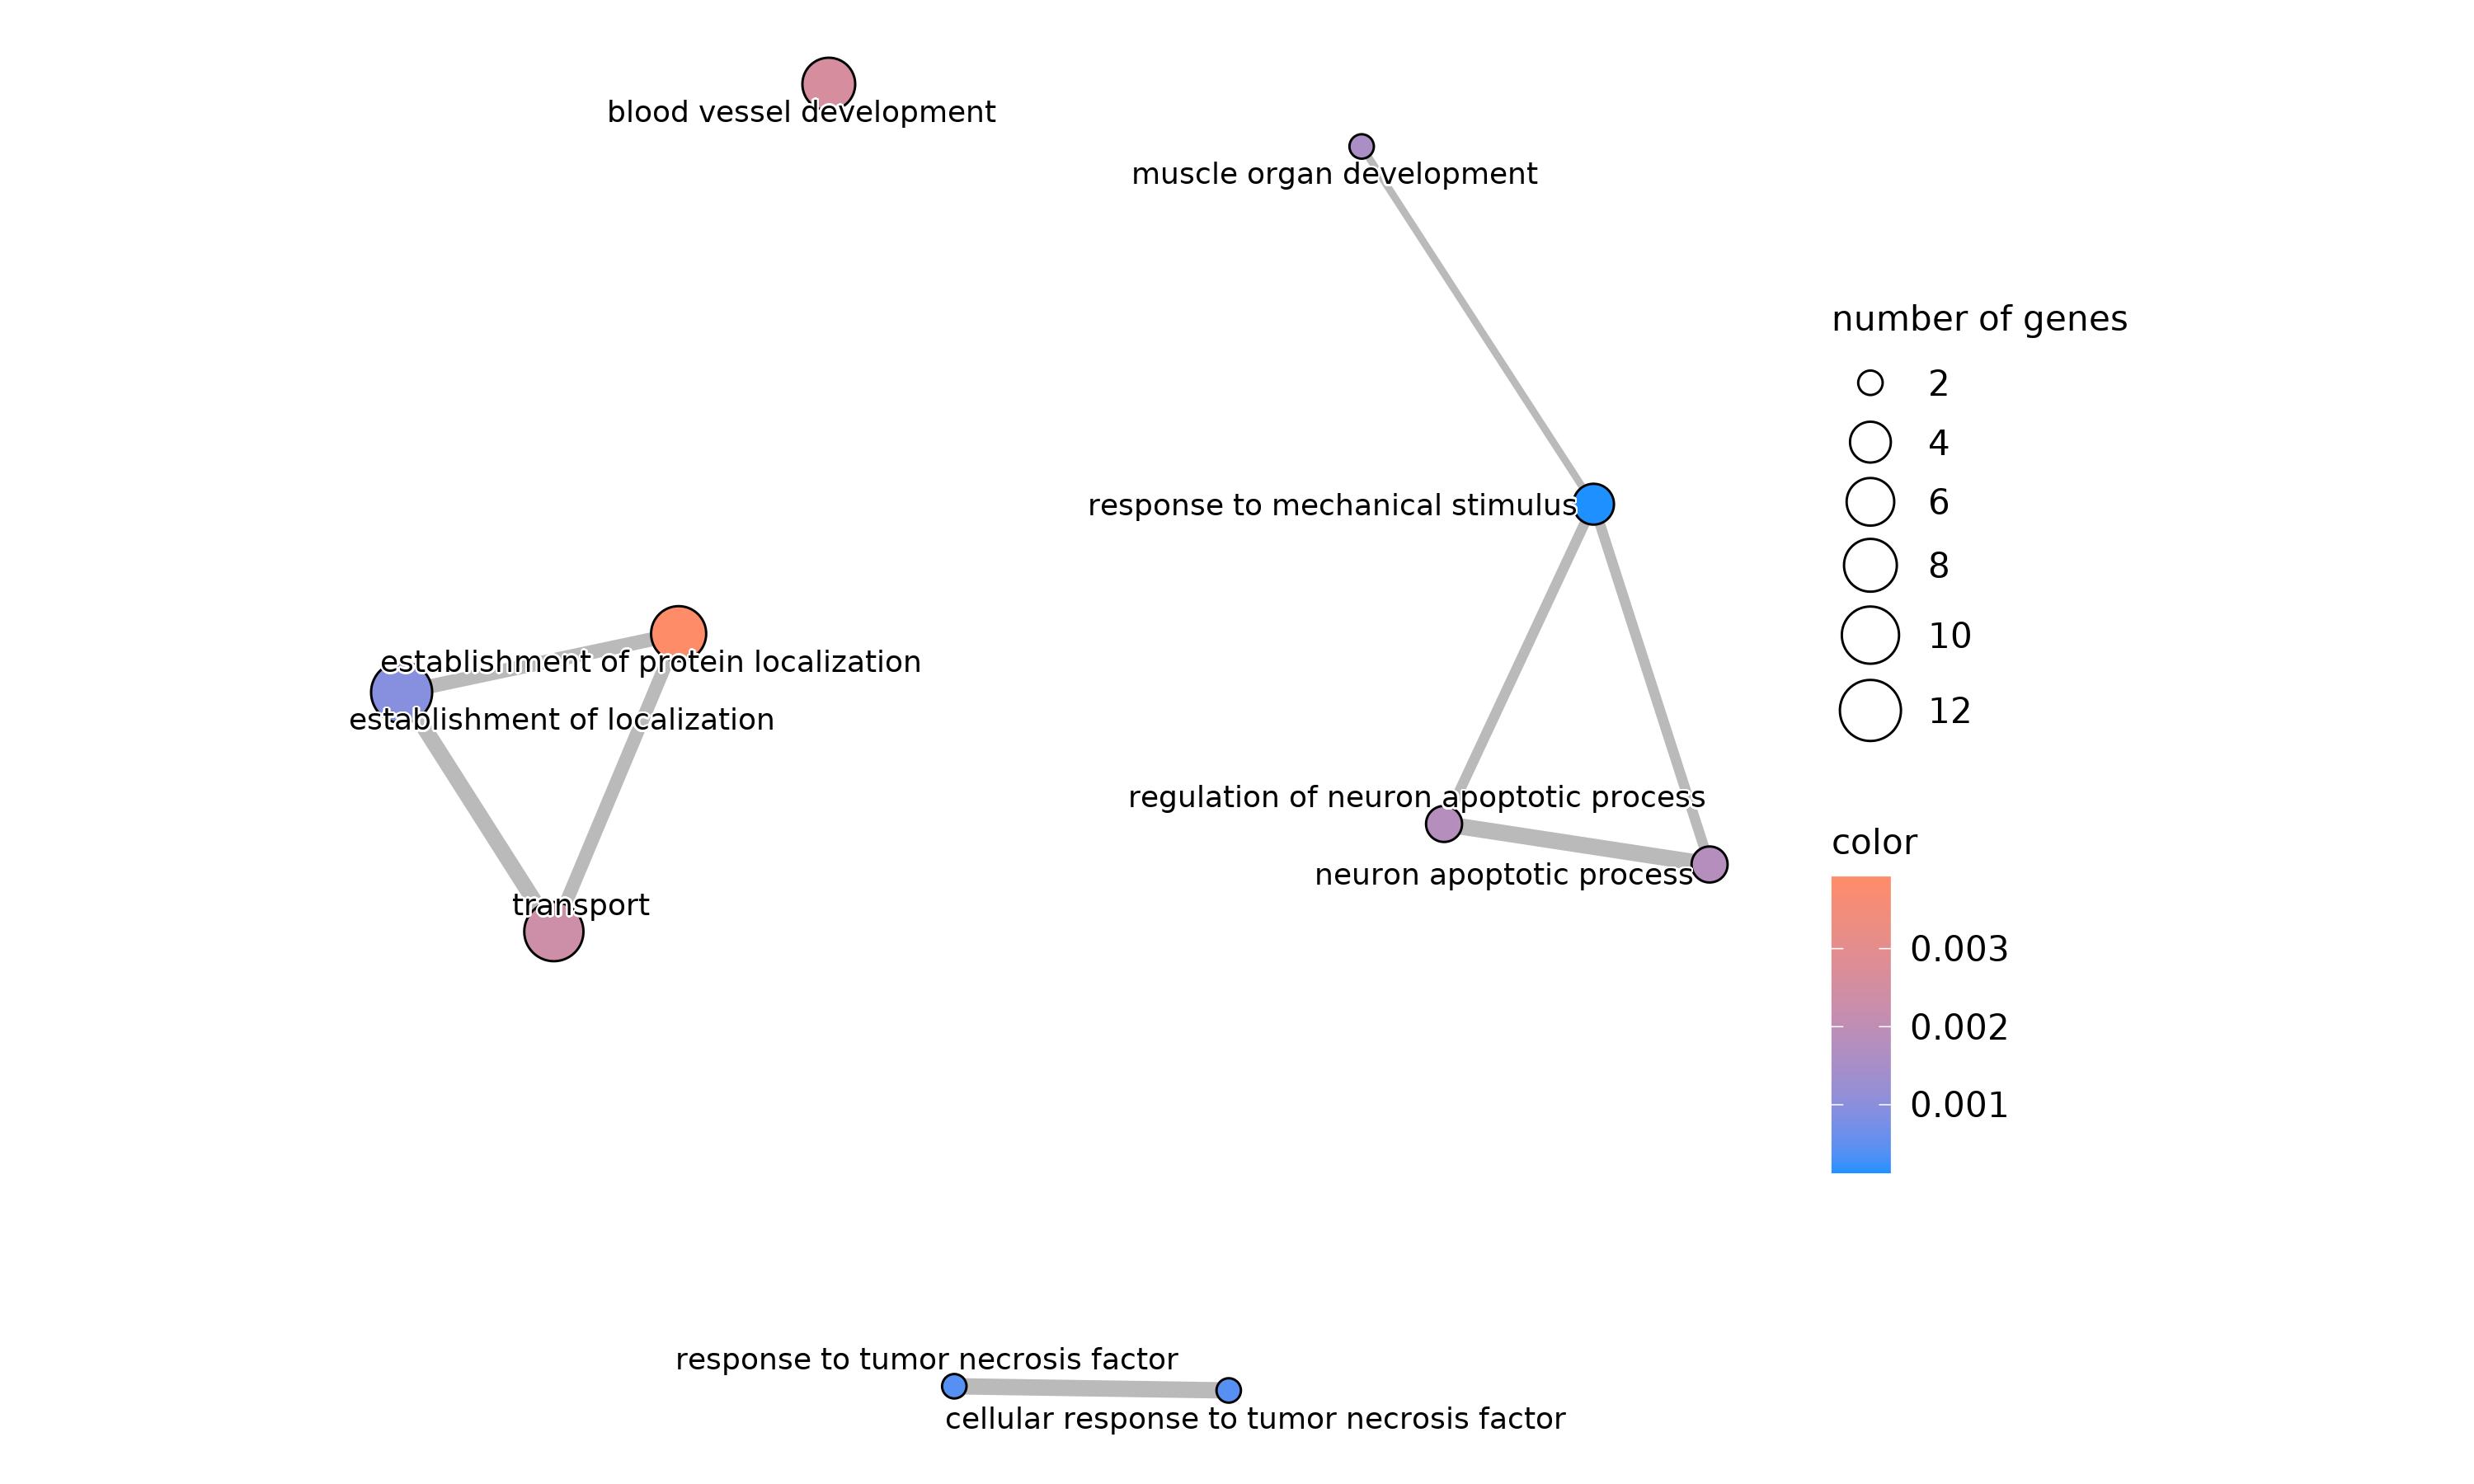 blood vessel development
muscle organ development
response to mechanical stimulus
establishment of protein localization
establishment of localization
regulation of neuron apoptotic process
neuron apoptotic process
transport
response to tumor necrosis factor
cellular response to tumor necrosis factor
number of genes
2
4
6
8
10
12
color
0.003
0.002
0.001